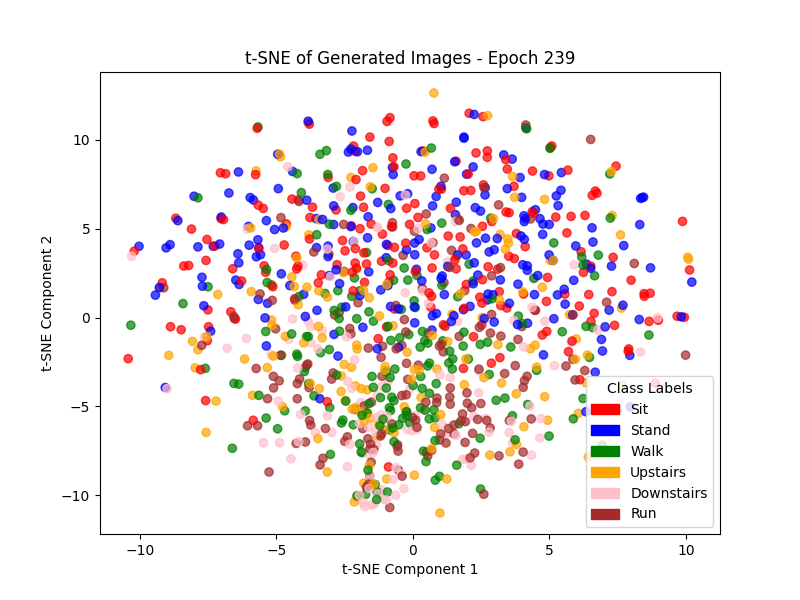 t-SNE of Generated Images - Epoch 239
t-SNE Component 2
10
5
0
−5
−10
Class Labels
Sit
Stand
Walk
Upstairs
Downstairs
Run
−10
−5
0
5
10
t-SNE Component 1